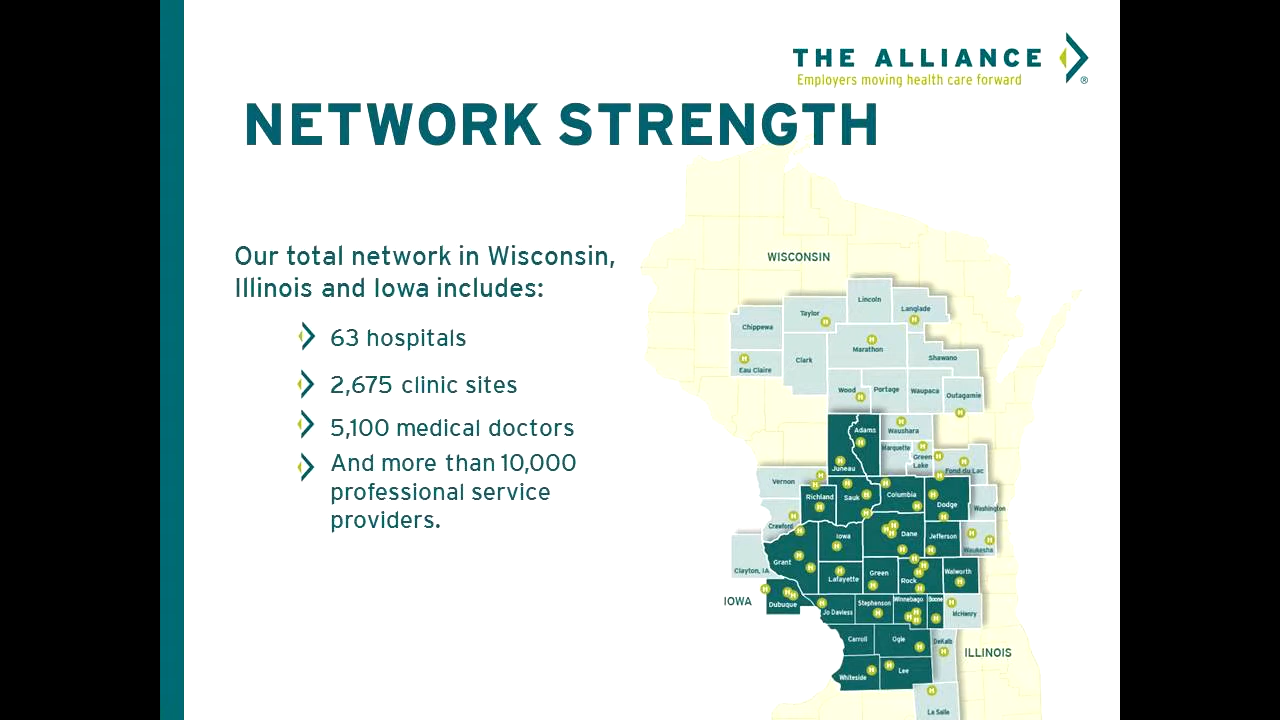 THE ALLIANCE
Employers moving health care forward
®
NETWORK STRENGTH
Our total network in Wisconsin,
Illinois and Iowa includes:
63 hospitals
2,675 clinic sites
5,100 medical doctors
And more than 10,000
professional service
providers.
WISCONSIN
Lincoln
Langlade
Taylor
H
H
Chippewa
H
Marathon
H
Clark
Shawano
Eau Claire
Wood
Portage
Waupaca
Outagamie
H
H
Adams
H
Waushara
H
Marquette
H
Green
Lake
H
H
Fond du Lac
H
Juneau
H
Vernon
H
H
Richland
H
Sauk
H
H
H
Columbia
H
H
Dodge
H
H
Washington
Crawford
H
H
Iowa
H
Dane
H
H
H
H
Jefferson
H
Waukesha
H
H
Clayton, IA
Grant
H
H
Lafayette
H
Green
H
Rock
H
H
H
H
Walworth
H
IOWA
Dubuque
H
H
H
Jo Daviess
H
Stephenson
H
Winnebago
H
H
H
Boone
H
McHenry
H
Carroll
Ogle
H
DeKalb
H
ILLINOIS
Whiteside
H
Lee
H
H
La Salle